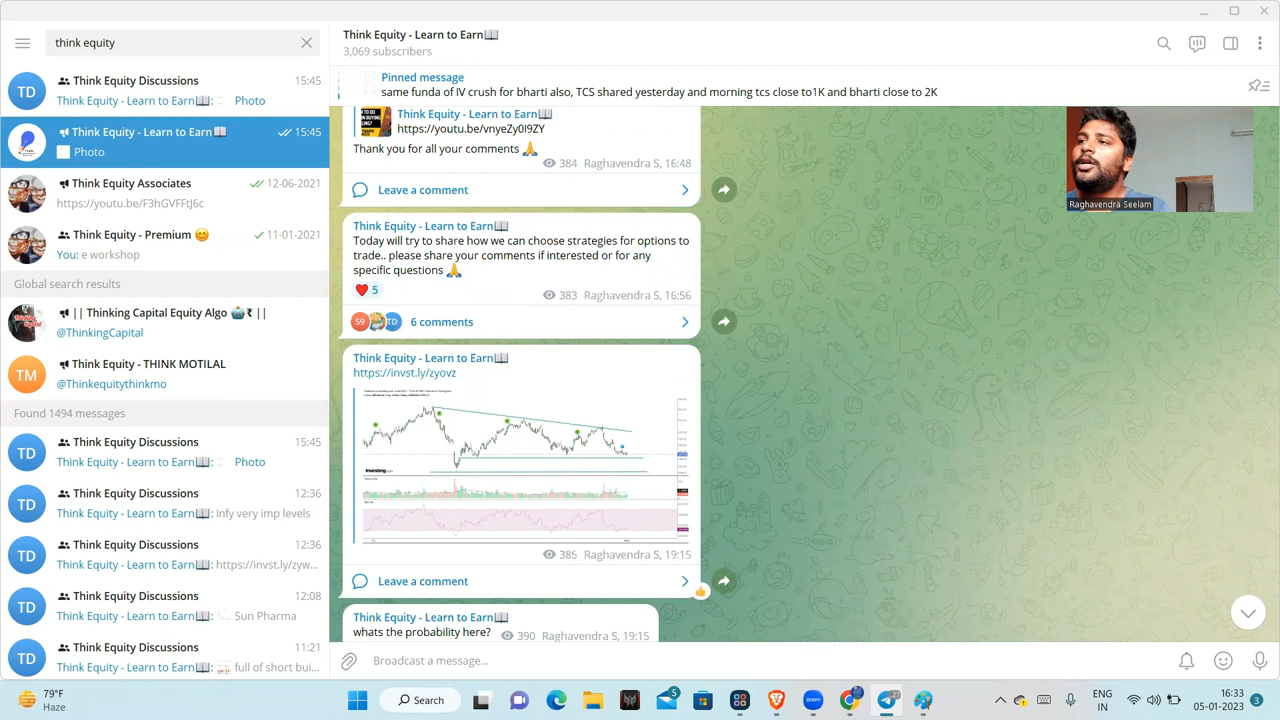 think equity
Think Equity Discussions 15:45
Think Equity - Learn to Earn📖: Photo
Think Equity - Learn to Earn📖 15:45
Photo
Think Equity Associates 12-06-2021
https://youtu.be/F3hGVFFtJ6c
Think Equity - Premium 😊 11-01-2021
You: e workshop
Global search results
|| Thinking Capital Equity Algo 🤖₹ ||
@ThinkingCapital
TM
Think Equity - THINK MOTILAL
@Thinkequitythinkmo
Found 1494 messages
TD
Think Equity Discussions 15:45
Think Equity - Learn to Earn📖: Photo
TD
Think Equity Discussions 12:36
Think Equity - Learn to Earn📖: Infy very imp levels
TD
Think Equity Discussions 12:36
Think Equity - Learn to Earn📖: https://invst.ly/zyw...
TD
Think Equity Discussions 12:08
Think Equity - Learn to Earn📖: Sun Pharma
TD
Think Equity Discussions 11:21
Think Equity - Learn to Earn📖: full of short bui...
Think Equity - Learn to Earn📖
3,069 subscribers
Pinned message
same funda of IV crush for bharti also, TCS shared yesterday and morning tcs close to1K and bharti close to 2K
Think Equity - Learn to Earn📖
https://youtu.be/vnyeZy0I9ZY
Thank you for all your comments 🙏
384 Raghavendra S, 16:48
Leave a comment
Think Equity - Learn to Earn📖
Today will try to share how we can choose strategies for options to
trade.. please share your comments if interested or for any
specific questions 🙏
❤️ 5
383 Raghavendra S, 16:56
S9 TD 6 comments
Think Equity - Learn to Earn📖
https://invst.ly/zyovz
Investing.com
385 Raghavendra S, 19:15
Leave a comment
Think Equity - Learn to Earn📖
whats the probability here? 390 Raghavendra S, 19:15
Broadcast a message...
Raghavendra Seelam
79°F
Haze
Search
5
zoom
ENG
IN
16:33
05-01-2023
3